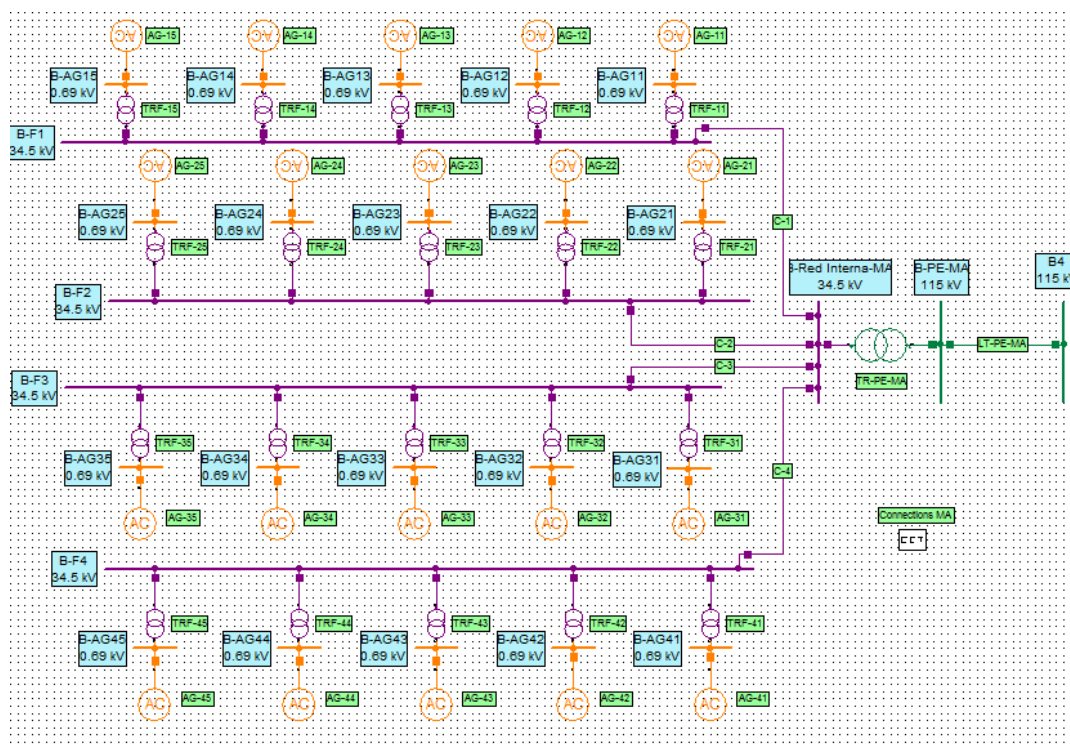 AG-15
AG-14
AG-13
AG-12
AG-11
B-AG15
0.69 kV
B-AG14
0.69 kV
B-AG13
0.69 kV
B-AG12
0.69 kV
B-AG11
0.69 kV
TRF-15
TRF-14
TRF-13
TRF-12
TRF-11
B-F1
34.5 kV
AG-25
AG-24
AG-23
AG-22
AG-21
B-AG25
0.69 kV
B-AG24
0.69 kV
B-AG23
0.69 kV
B-AG22
0.69 kV
B-AG21
0.69 kV
C-1
TRF-25
TRF-24
TRF-23
TRF-22
TRF-21
B-F2
34.5 kV
B-Red Interna-MA
34.5 kV
B-PE-MA
115 kV
B4
115 kV
C-2
LT-PE-MA
C-3
TR-PE-MA
B-F3
34.5 kV
TRF-35
TRF-34
TRF-33
TRF-32
TRF-31
B-AG35
0.69 kV
B-AG34
0.69 kV
B-AG33
0.69 kV
B-AG32
0.69 kV
B-AG31
0.69 kV
C-4
AC
AC
AC
AC
AC
AG-35
AG-34
AG-33
AG-32
AG-31
Connections MA
B-F4
34.5 kV
TRF-45
TRF-44
TRF-43
TRF-42
TRF-41
B-AG45
0.69 kV
B-AG44
0.69 kV
B-AG43
0.69 kV
B-AG42
0.69 kV
B-AG41
0.69 kV
AC
AC
AC
AC
AC
AG-45
AG-44
AG-43
AG-42
AG-41